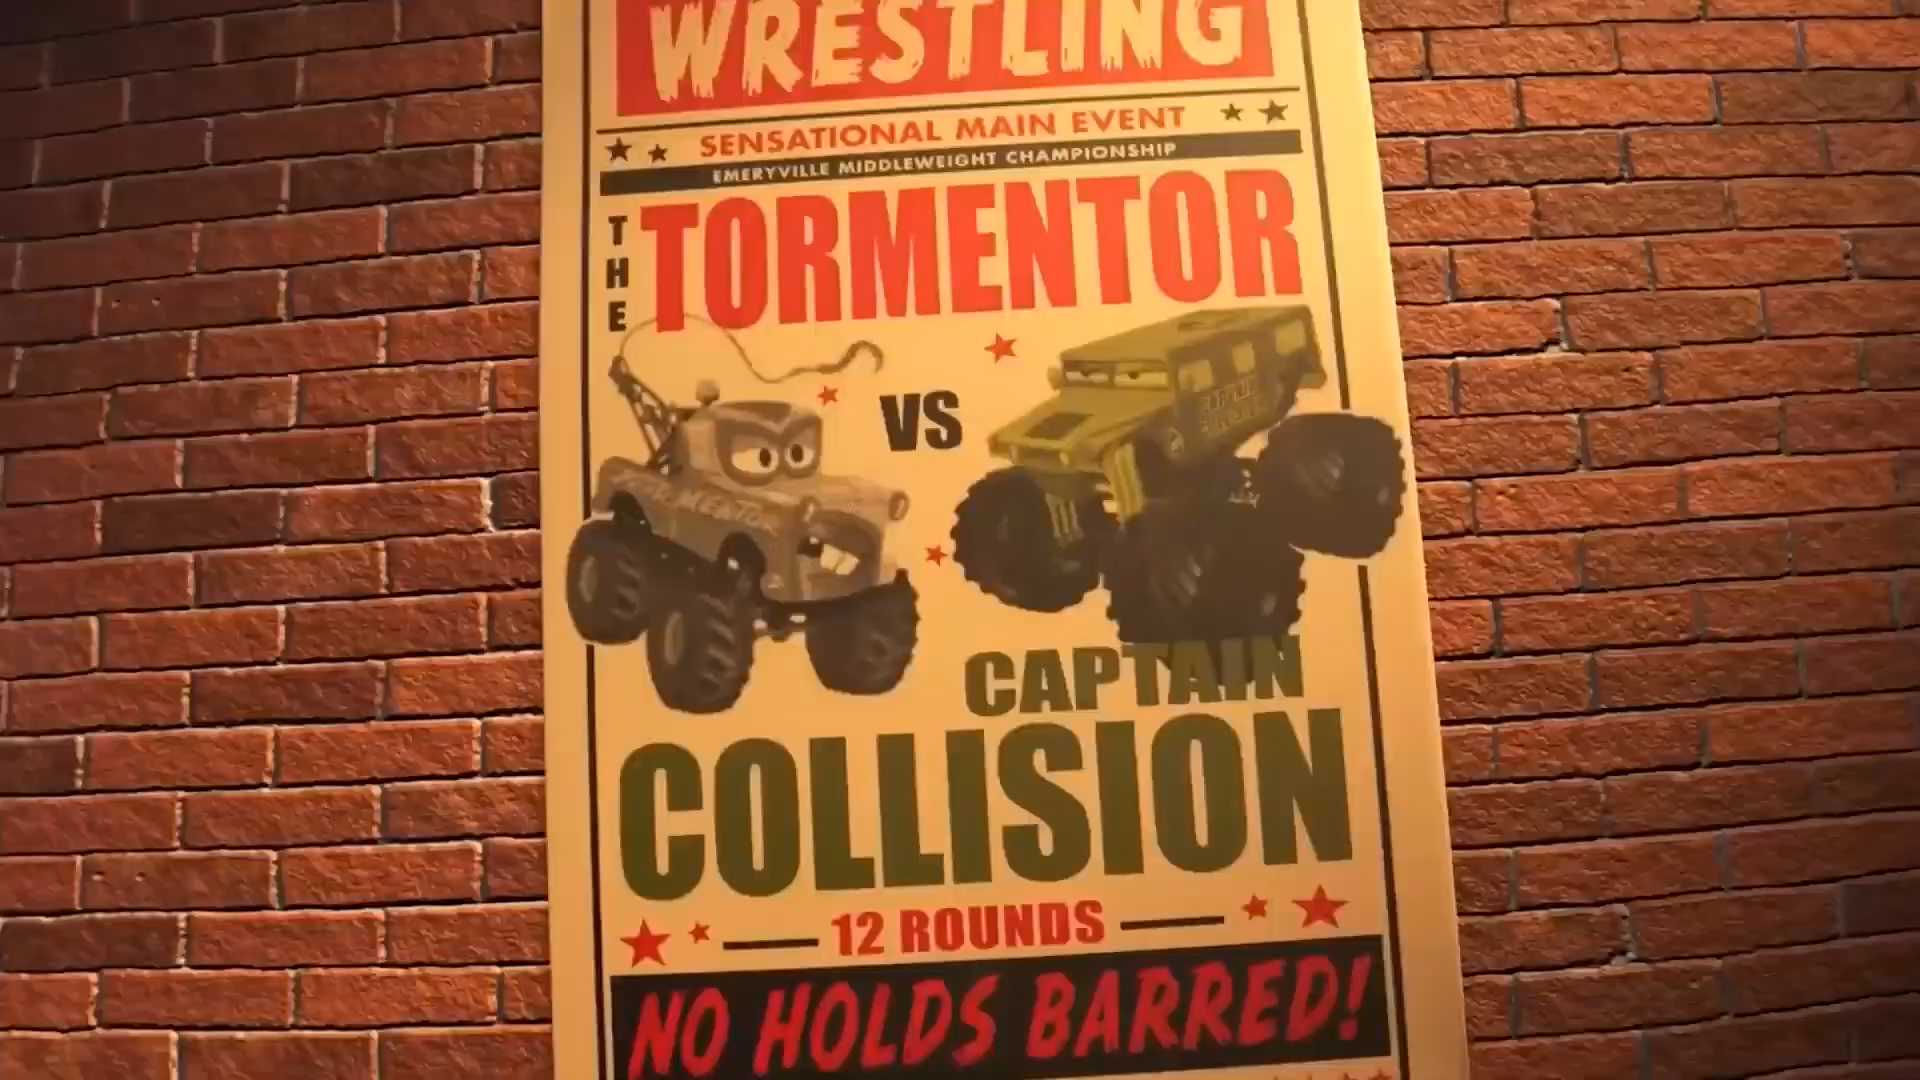 WRESTLING
SENSATIONAL MAIN EVENT
EMERYVILLE MIDDLEWEIGHT CHAMPIONSHIP
THE TORMENTOR
VS
CAPTAIN
COLLISION
12 ROUNDS
NO HOLDS BARRED!